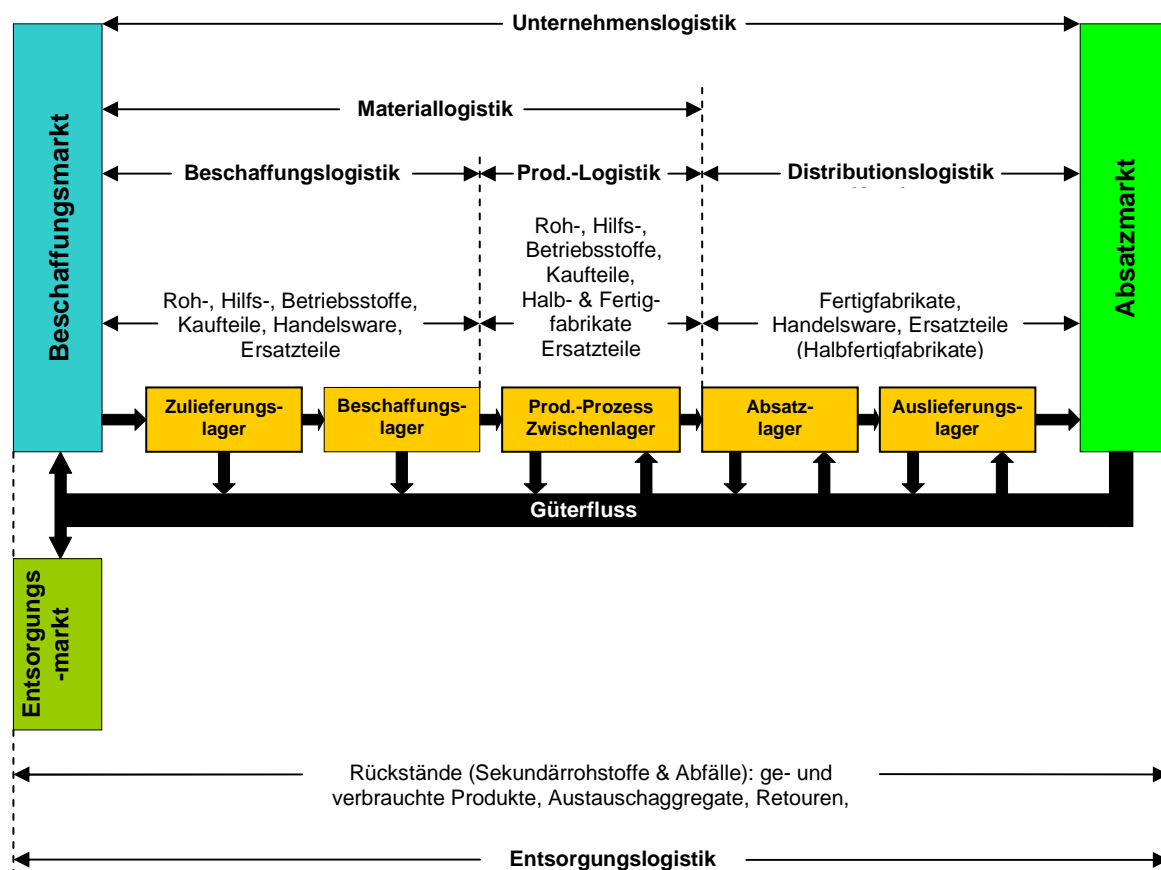 Unternehmenslogistik
Materiallogistik
Beschaffungslogistik
Prod.-Logistik
Distributionslogistik
Beschaffungsmarkt
Absatzmarkt
Roh-, Hilfs-, Betriebsstoffe,
Kaufteile, Handelsware,
Ersatzteile
Roh-, Hilfs-,
Betriebsstoffe,
Kaufteile,
Halb- & Fertig-
fabrikate
Ersatzteile
Fertigfabrikate,
Handelsware, Ersatzteile
(Halbfertigfabrikate)
Zulieferungs-
lager
Beschaffungs-
lager
Prod.-Prozess
Zwischenlager
Absatz-
lager
Auslieferungs-
lager
Güterfluss
Entsorgungs
-markt
Rückstände (Sekundärrohstoffe & Abfälle): ge- und
verbrauchte Produkte, Austauschaggregate, Retouren,
Entsorgungslogistik